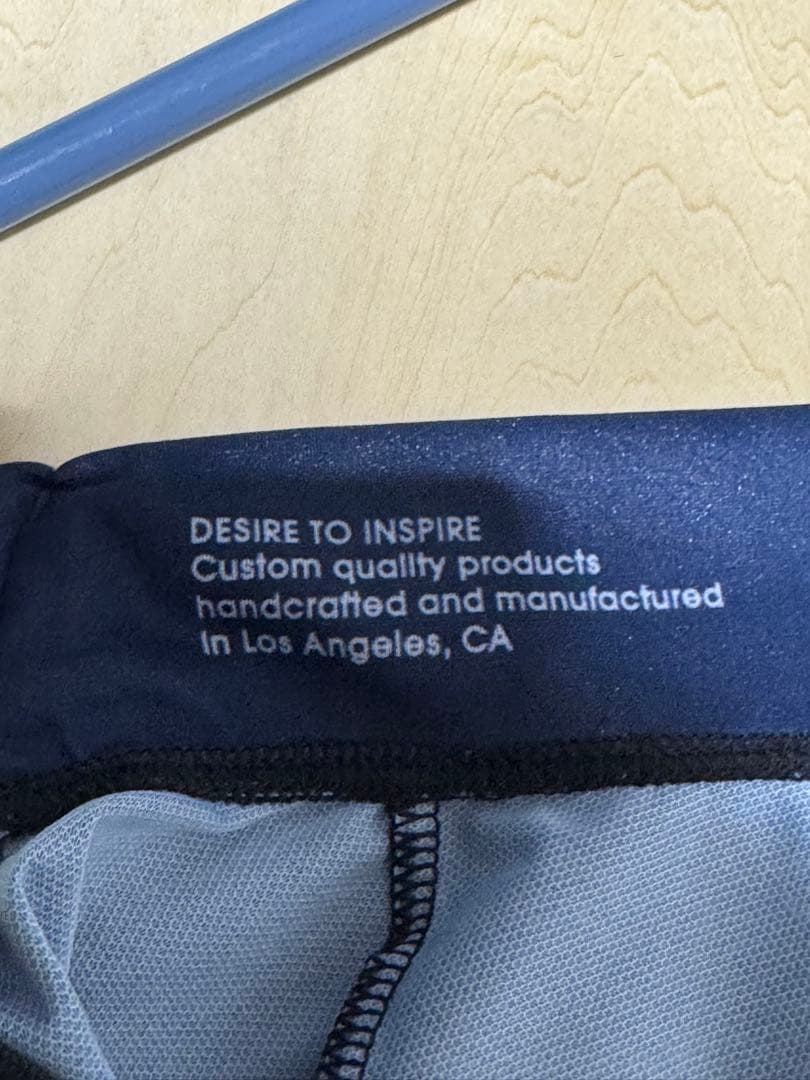 DESIRE TO INSPIRE
Custom quality products
handcrafted and manufactured
In Los Angeles, CA